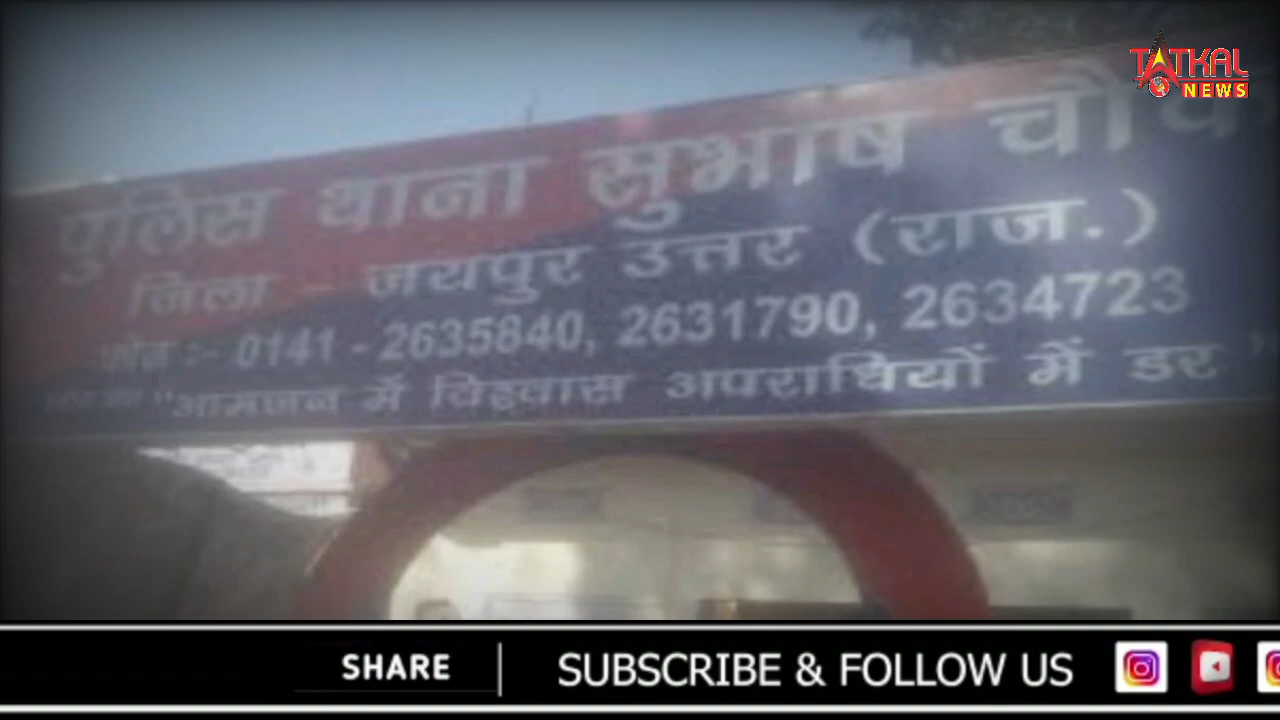 TATKAL
NEWS
पुलिस थाना सुभाष चौक
जिला - जयपुर उत्तर (राज.)
फोन :- 0141 - 2635840, 2631790, 2634723
"आमजन में विश्वास अपराधियों में डर"
SHARE
SUBSCRIBE & FOLLOW US